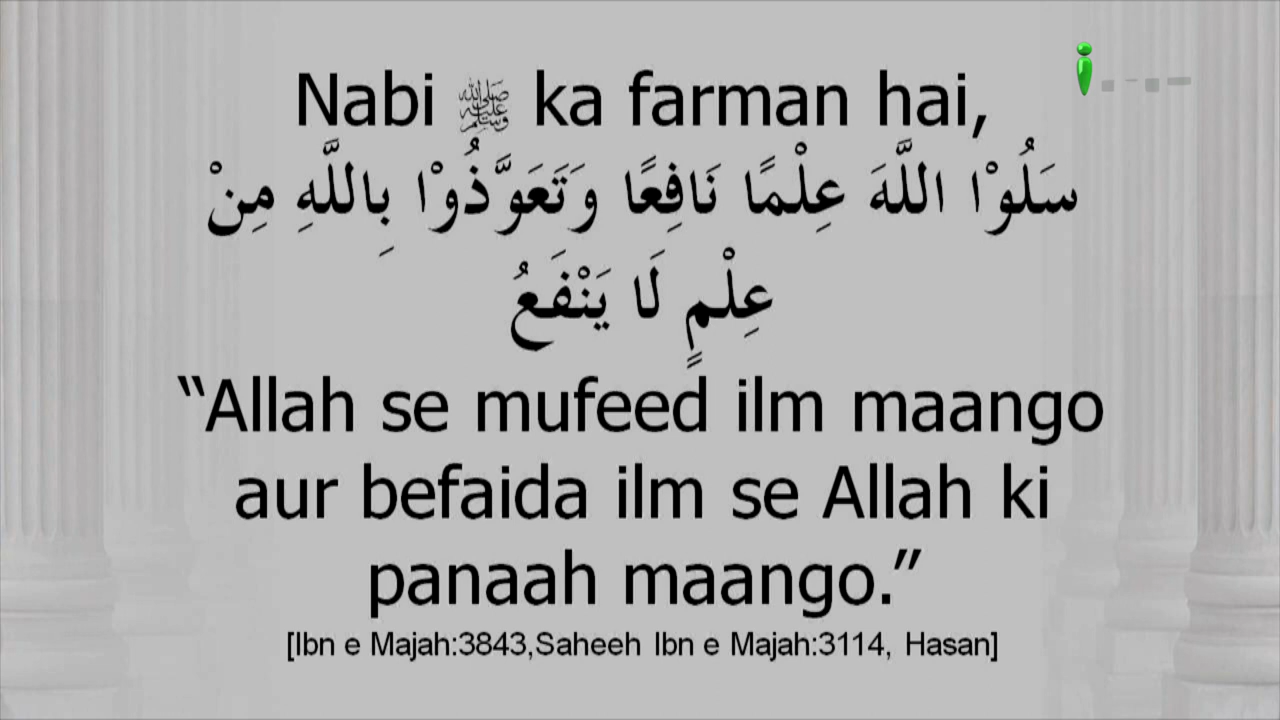 Nabi ﷺ ka farman hai,
سَلُوْا اللَّهَ عِلْمًا نَافِعًا وَتَعَوَّذُوْا بِاللَّهِ مِنْ
عِلْمٍ لَا يَنْفَعُ
“Allah se mufeed ilm maango
aur befaida ilm se Allah ki
panaah maango.”
[Ibn e Majah:3843,Saheeh Ibn e Majah:3114, Hasan]